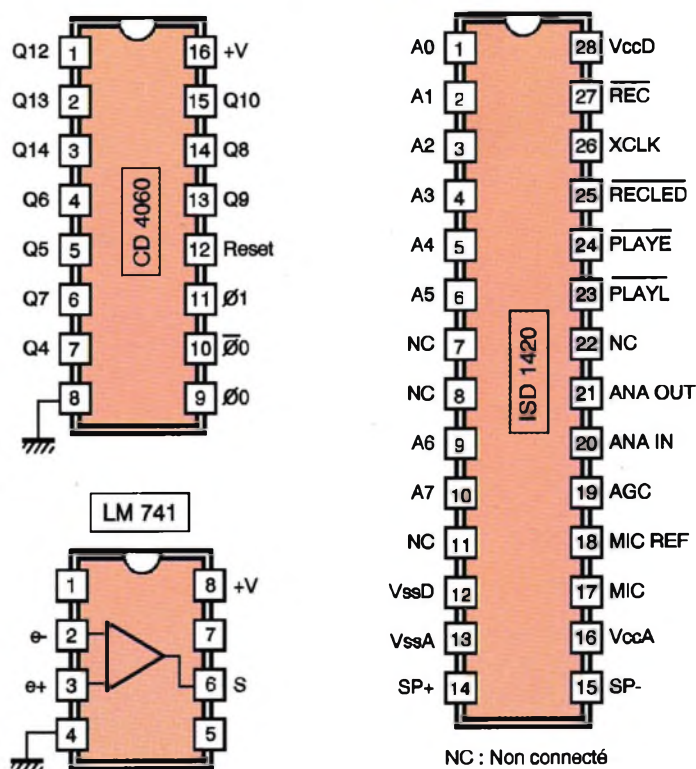 Q12 1 16 +V
Q13 2 15 Q10
Q14 3 14 Q8
Q6 4 13 Q9
Q5 5 12 Reset
Q7 6 11 Ø1
Q4 7 10 Ø̅0
8 9 Ø0
CD 4060
LM 741
1 8 +V
e- 2 7
e+ 3 6 S
4 5
A0 1 28 VccD
A1 2 27 R̅E̅C̅
A2 3 26 XCLK
A3 4 25 R̅E̅C̅L̅E̅D̅
A4 5 24 P̅L̅A̅Y̅E̅
A5 6 23 P̅L̅A̅Y̅L̅
NC 7 22 NC
NC 8 21 ANA OUT
A6 9 20 ANA IN
A7 10 19 AGC
NC 11 18 MIC REF
VssD 12 17 MIC
VssA 13 16 VccA
SP+ 14 15 SP-
ISD 1420
NC : Non connecté